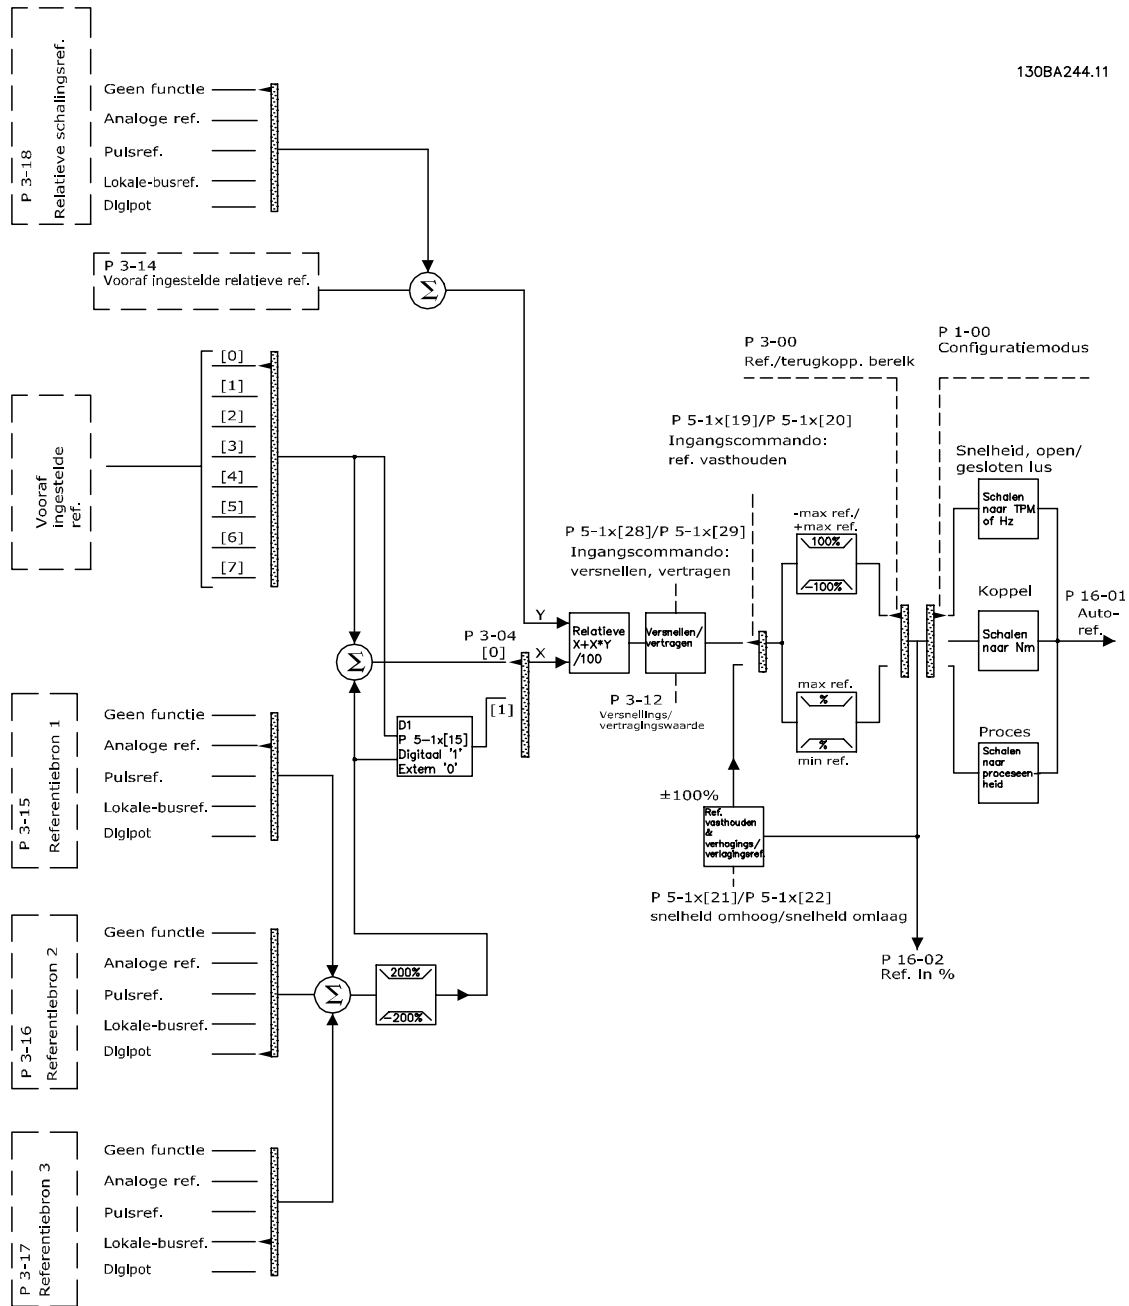 130BA244.11
P 3-18
Relatieve schalingsref.
Geen functie
Analoge ref.
Pulsref.
Lokale-busref.
Digipot
P 3-14
Vooraf ingestelde relatieve ref.
Σ
Vooraf
ingestelde
ref.
[0]
[1]
[2]
[3]
[4]
[5]
[6]
[7]
Σ
P 3-04
[0]
[1]
Y
X
D1
P 5-1x[15]
Digitaal '1'
Extern '0'
Relatieve
X+X*Y
/100
P 5-1x[28]/P 5-1x[29]
Ingangscommando:
versnellen, vertragen
Versnellen/
vertragen
P 3-12
Versnellings/
vertragingswaarde
P 5-1x[19]/P 5-1x[20]
Ingangscommando:
ref. vasthouden
P 3-00
Ref./terugkopp. bereik
-max ref./
+max ref.
100%
-100%
max ref.
%
%
min ref.
P 1-00
Configuratiemodus
Snelheid, open/
gesloten lus
Schalen
naar TPM
of Hz
Koppel
Schalen
naar Nm
Proces
Schalen
naar
proceseen-
heid
P 16-01
Auto-
ref.
±100%
Ref.
vasthouden
&
verhogings/
verlagingsref.
P 5-1x[21]/P 5-1x[22]
snelheid omhoog/snelheid omlaag
P 16-02
Ref. in %
P 3-15
Referentiebron 1
Geen functie
Analoge ref.
Pulsref.
Lokale-busref.
Digipot
P 3-16
Referentiebron 2
Geen functie
Analoge ref.
Pulsref.
Lokale-busref.
Digipot
Σ
200%
-200%
P 3-17
Referentiebron 3
Geen functie
Analoge ref.
Pulsref.
Lokale-busref.
Digipot